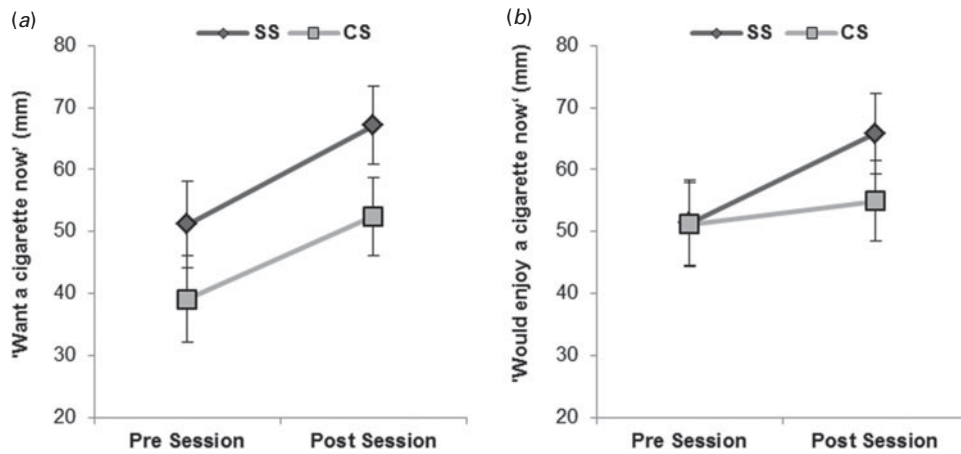 (a)
80
SS CS
70
60
50
40
30
20
'Want a cigarette now' (mm)
Pre Session Post Session
(b)
80
SS CS
70
60
50
40
30
20
'Would enjoy a cigarette now‘ (mm)
Pre Session Post Session